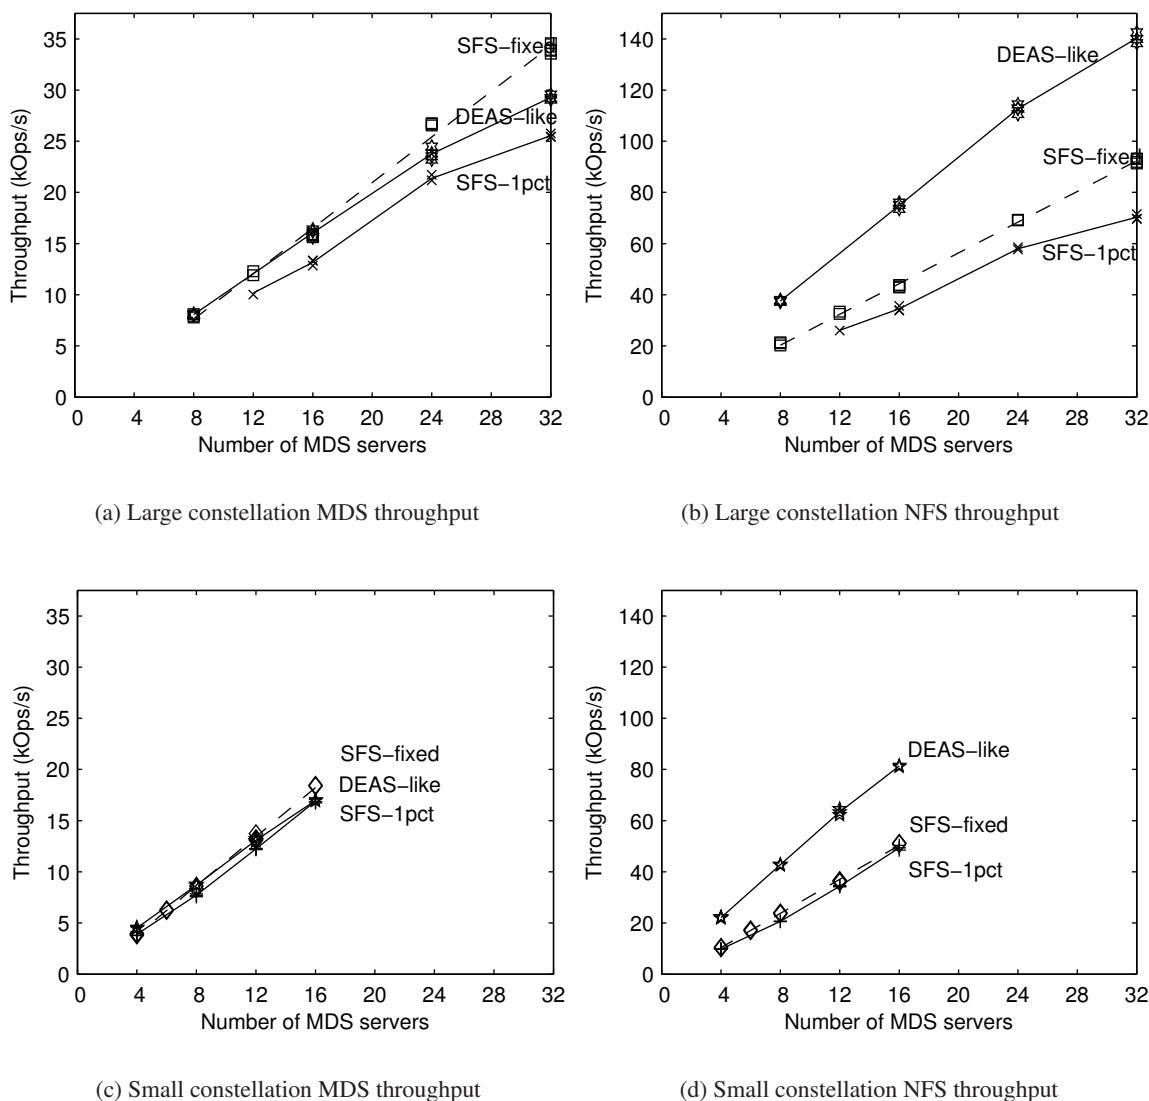 35
30
25
20
15
10
5
0
Throughput (kOps/s)
SFS−fixed
DEAS−like
SFS−1pct
4 8 12 16 20 24 28 32
Number of MDS servers
(a) Large constellation MDS throughput
140
120
100
80
60
40
20
0
Throughput (kOps/s)
DEAS−like
SFS−fixed
SFS−1pct
0 4 8 12 16 20 24 28 32
Number of MDS servers
(b) Large constellation NFS throughput
35
30
25
20
15
10
5
0
Throughput (kOps/s)
SFS−fixed
DEAS−like
SFS−1pct
0 4 8 12 16 20 24 28 32
Number of MDS servers
(c) Small constellation MDS throughput
140
120
100
80
60
40
20
0
Throughput (kOps/s)
DEAS−like
SFS−fixed
SFS−1pct
0 4 8 12 16 20 24 28 32
Number of MDS servers
(d) Small constellation NFS throughput